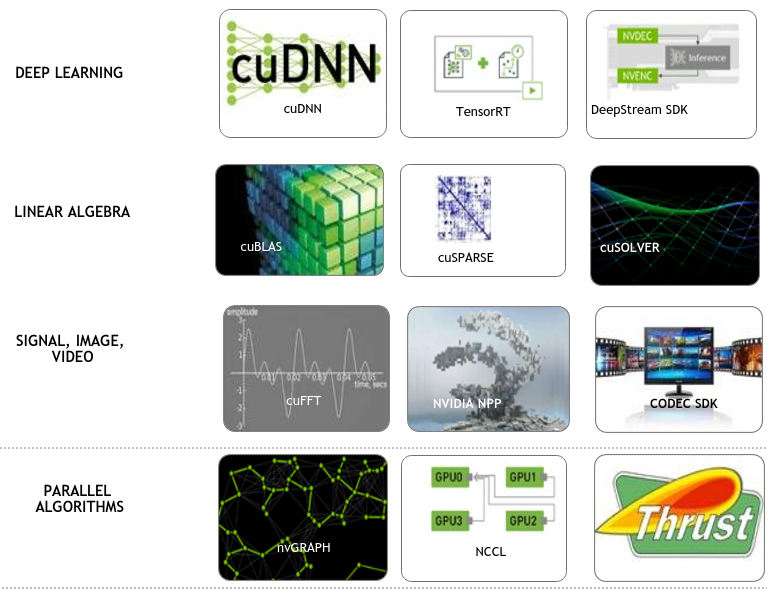 DEEP LEARNING
cuDNN
cuDNN
TensorRT
NVDEC
Inference
NVENC
DeepStream SDK
LINEAR ALGEBRA
cuBLAS
cuSPARSE
cuSOLVER
SIGNAL, IMAGE,
VIDEO
amplitude
3
2
1
0.01 0.02 0.03 0.04 0.05
time, secs
-1
-2
-3
cuFFT
NVIDIA NPP
CODEC SDK
PARALLEL
ALGORITHMS
nvGRAPH
GPU0 GPU1
GPU3 GPU2
NCCL
Thrust